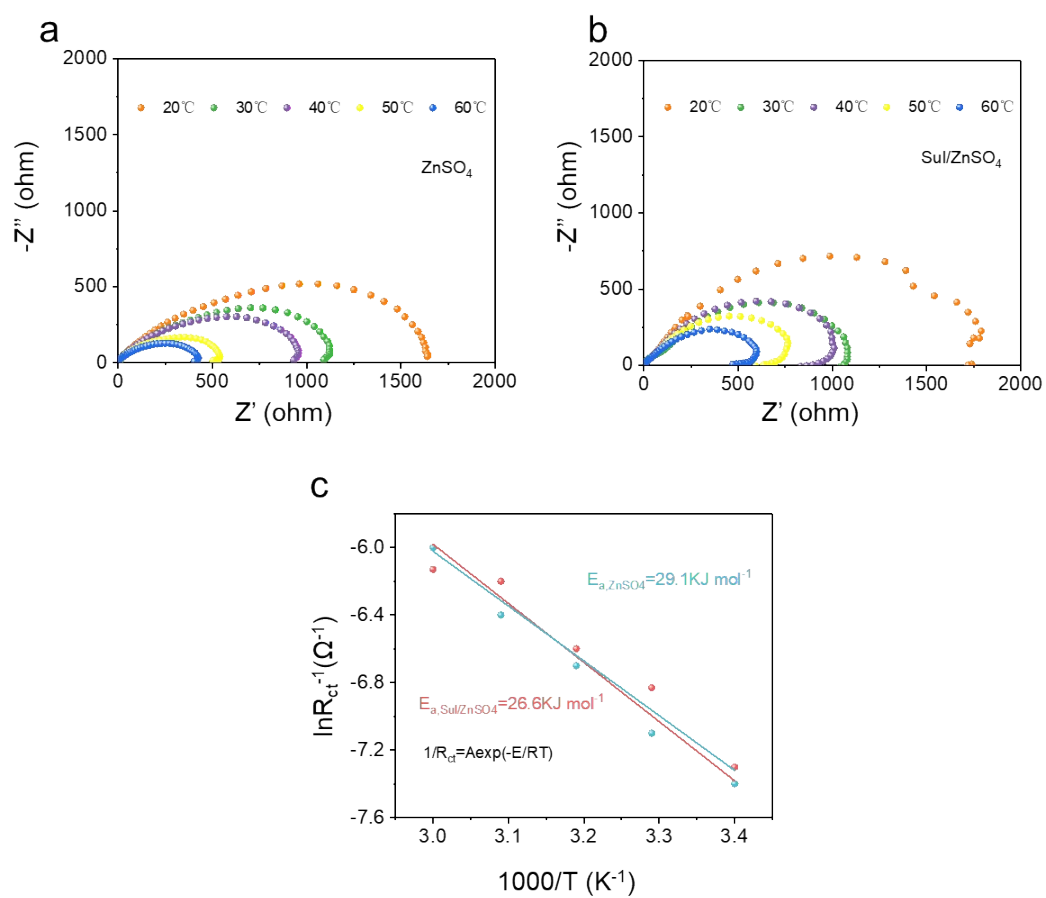 a
2000
1500
1000
500
0
-Z" (ohm)
20℃ 30℃ 40℃ 50℃ 60℃
ZnSO4
0 500 1000 1500 2000
Z' (ohm)
b
2000
1500
1000
500
0
-Z" (ohm)
20℃ 30℃ 40℃ 50℃ 60℃
Sul/ZnSO4
0 500 1000 1500 2000
Z' (ohm)
c
-6.0
-6.4
-6.8
-7.2
-7.6
lnRct-1(Ω-1)
Ea,ZnSO4=29.1KJ mol-1
Ea,Sul/ZnSO4=26.6KJ mol-1
1/Rct=Aexp(-E/RT)
3.0 3.1 3.2 3.3 3.4
1000/T (K-1)